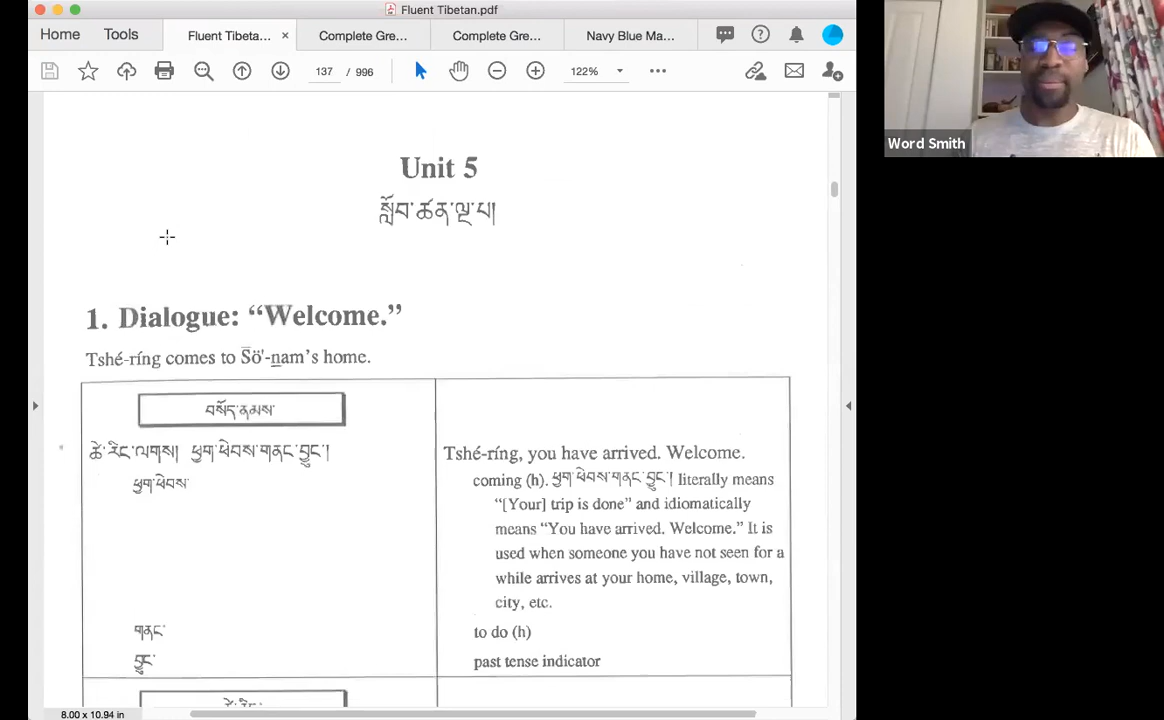 Fluent Tibetan.pdf
Home Tools Fluent Tibeta... × Complete Gre... Complete Gre... Navy Blue Ma...
137 / 996 122%
Word Smith
Unit 5
སློབ་ཚན་ལྔ་པ།
1. Dialogue: “Welcome.”
Tshé-ríng comes to S̄ö'-n̲am's home.
བསོད་ནམས་
ཚེ་རིང་ལགས། ཕྱག་ཕེབས་གནང་བྱུང་།
Tshé-ríng, you have arrived. Welcome.
ཕྱག་ཕེབས་
coming (h). ཕྱག་ཕེབས་གནང་བྱུང་། literally means
“[Your] trip is done” and idiomatically
means “You have arrived. Welcome.” It is
used when someone you have not seen for a
while arrives at your home, village, town,
city, etc.
གནང་
to do (h)
བྱུང་
past tense indicator
8.00 x 10.94 in